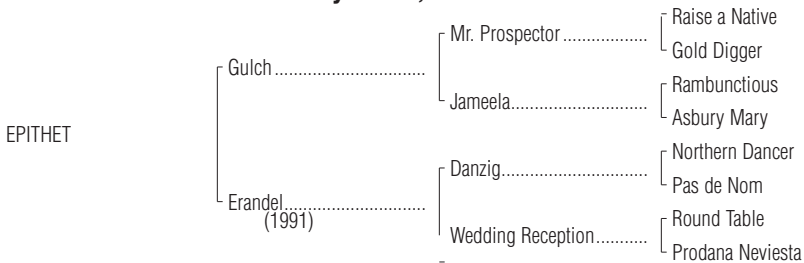 Raise a Native
Mr. Prospector
Gold Digger
Gulch
Rambunctious
Jameela
Asbury Mary
EPITHET
Northern Dancer
Danzig
Pas de Nom
Erandel
(1991)
Round Table
Wedding Reception
Prodana Neviesta